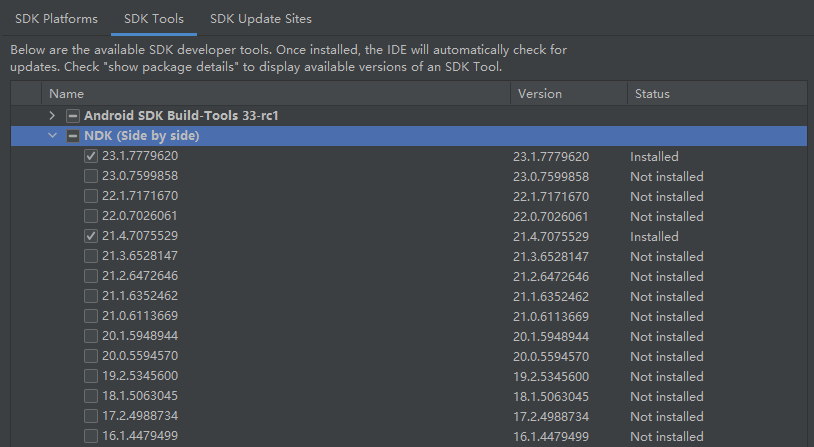 SDK Platforms SDK Tools SDK Update Sites
Below are the available SDK developer tools. Once installed, the IDE will automatically check for
updates. Check "show package details" to display available versions of an SDK Tool.
Name Version Status
Android SDK Build-Tools 33-rc1
NDK (Side by side)
23.1.7779620 23.1.7779620 Installed
23.0.7599858 23.0.7599858 Not installed
22.1.7171670 22.1.7171670 Not installed
22.0.7026061 22.0.7026061 Not installed
21.4.7075529 21.4.7075529 Installed
21.3.6528147 21.3.6528147 Not installed
21.2.6472646 21.2.6472646 Not installed
21.1.6352462 21.1.6352462 Not installed
21.0.6113669 21.0.6113669 Not installed
20.1.5948944 20.1.5948944 Not installed
20.0.5594570 20.0.5594570 Not installed
19.2.5345600 19.2.5345600 Not installed
18.1.5063045 18.1.5063045 Not installed
17.2.4988734 17.2.4988734 Not installed
16.1.4479499 16.1.4479499 Not installed